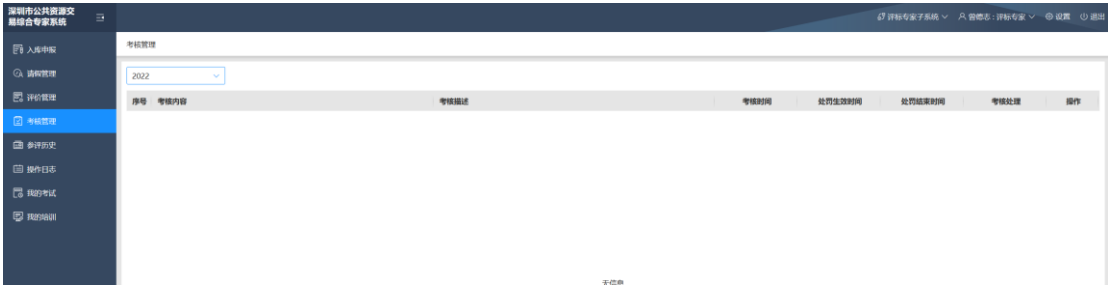 深圳市公共资源交
易综合专家系统
评标专家子系统
曾德志：评标专家
设置
退出
入库申报
请假管理
评价管理
考核管理
参评历史
操作日志
我的考试
我的培训
考核管理
2022
序号 考核内容 考核描述 考核时间 处罚生效时间 处罚结束时间 考核处理 操作
无信息